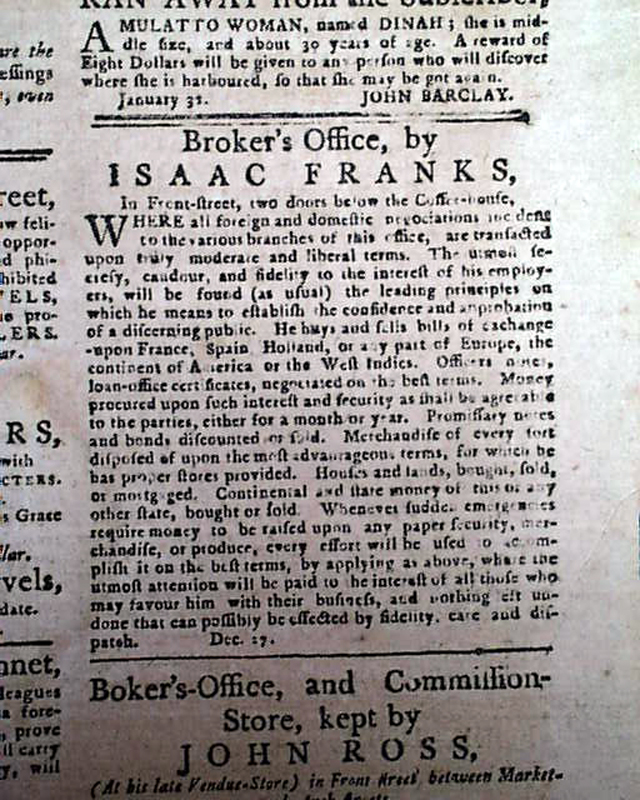 RAN AWAY from the Subscriber,
A MULATTO WOMAN, named DINAH; ſhe is mid-
dle ſize, and about 30 years of age. A reward of
Eight Dollars will be given to any perſon who will diſcover
where ſhe is harboured, ſo that ſhe may be got again.
January 31. JOHN BARCLAY.
Broker's Office, by
ISAAC FRANKS,
In Front-ſtreet, two doors below the Coffee-houſe,
WHERE all foreign and domeſtic negociations incident
to the various branches of this office, are tranſacted
upon truly moderate and liberal terms. The utmoſt ſe-
crecy, candour, and fidelity to the intereſt of his employ-
ers, will be found (as uſual) the leading principles on
which he means to eſtabliſh the confidence and approbation
of a diſcerning public. He buys and ſells bills of exchange
upon France, Spain, Holland, or any part of Europe, the
continent of America or the Weſt Indies. Officers notes,
loan-office certificates, negotiated on the beſt terms. Money
procured upon ſuch intereſt and ſecurity as ſhall be agreeable
to the parties, either for a month or year. Promiſſary notes
and bonds diſcounted or ſold. Merchandiſe of every ſort
diſpoſed of upon the moſt advantageous terms, for which he
has proper ſtores provided. Houſes and lands, bought, ſold,
or mortgaged. Continental and ſtate money of this or any
other ſtate, bought or ſold. Whenever ſudden emergencies
require money to be raiſed upon any paper ſecurity, mer-
chandiſe, or produce, every effort will be uſed to accom-
pliſh it on the beſt terms, by applying as above, where the
utmoſt attention will be paid to the intereſt of all thoſe who
may favour him with their buſineſs, and nothing left un-
done that can poſſibly be effected by fidelity, care and diſ-
patch. Dec. 27.
Boker's-Office, and Commiſſion-
Store, kept by
JOHN ROSS,
(At his late Vendue-Store) in Front ſtreet between Market-